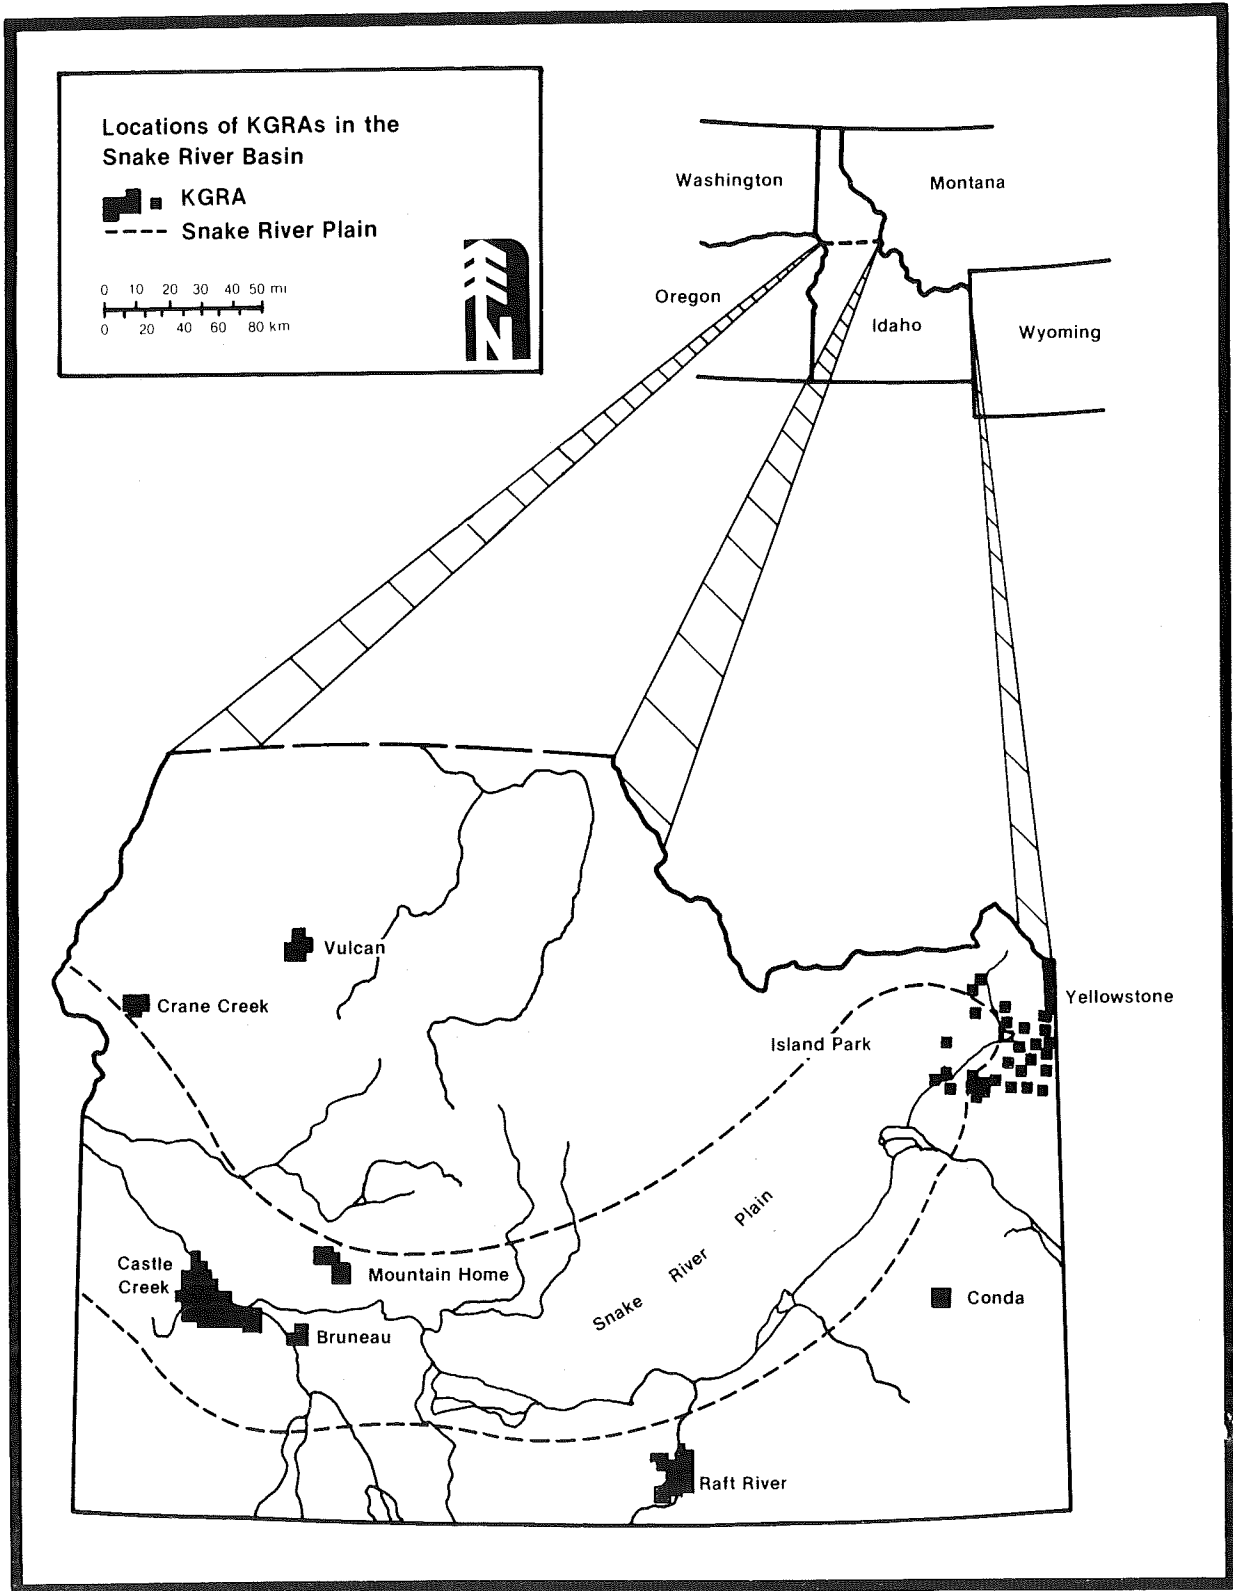 Locations of KGRAs in the
Snake River Basin
KGRA
Snake River Plain
0 10 20 30 40 50 mi
0 20 40 60 80 km
N
Washington
Montana
Oregon
Idaho
Wyoming
Vulcan
Crane Creek
Yellowstone
Island Park
Snake River Plain
Castle
Creek
Mountain Home
Bruneau
Conda
Raft River